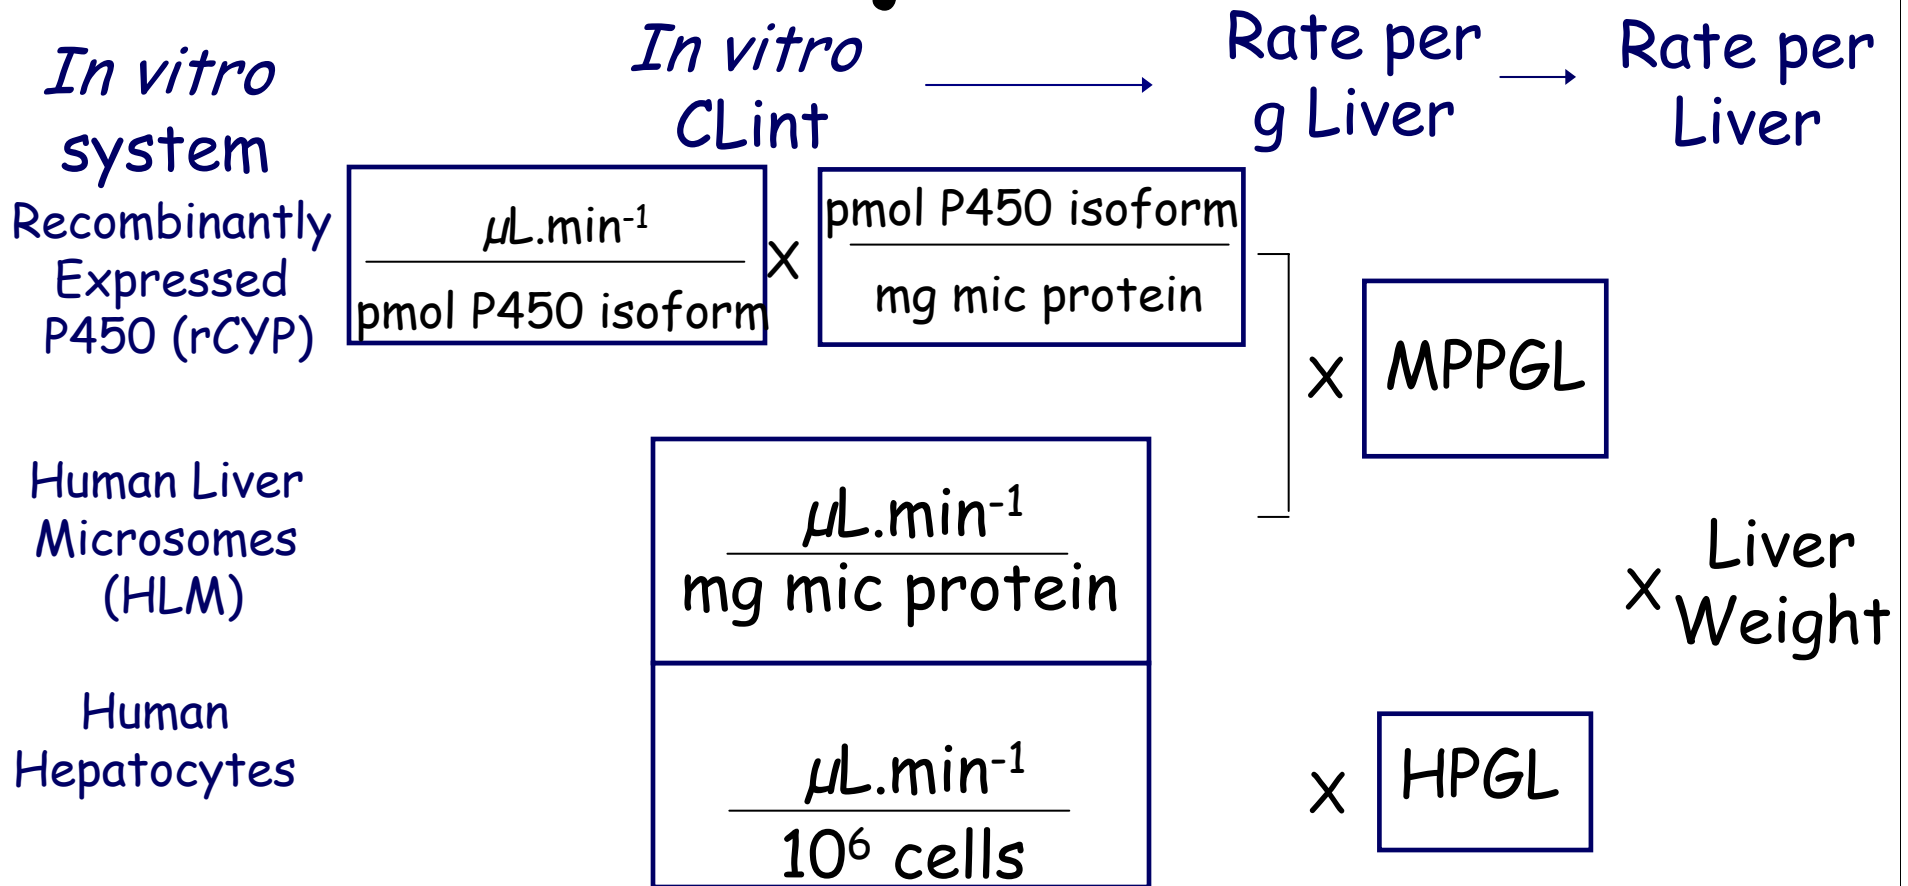 In vitro
system
In vitro
CLint
Rate per
g Liver
Rate per
Liver
Recombinantly
Expressed
P450 (rCYP)
µL.min-1
pmol P450 isoform
X
pmol P450 isoform
mg mic protein
X
MPPGL
Human Liver
Microsomes
(HLM)
µL.min-1
mg mic protein
X
Liver
Weight
Human
Hepatocytes
µL.min-1
10⁶ cells
X
HPGL